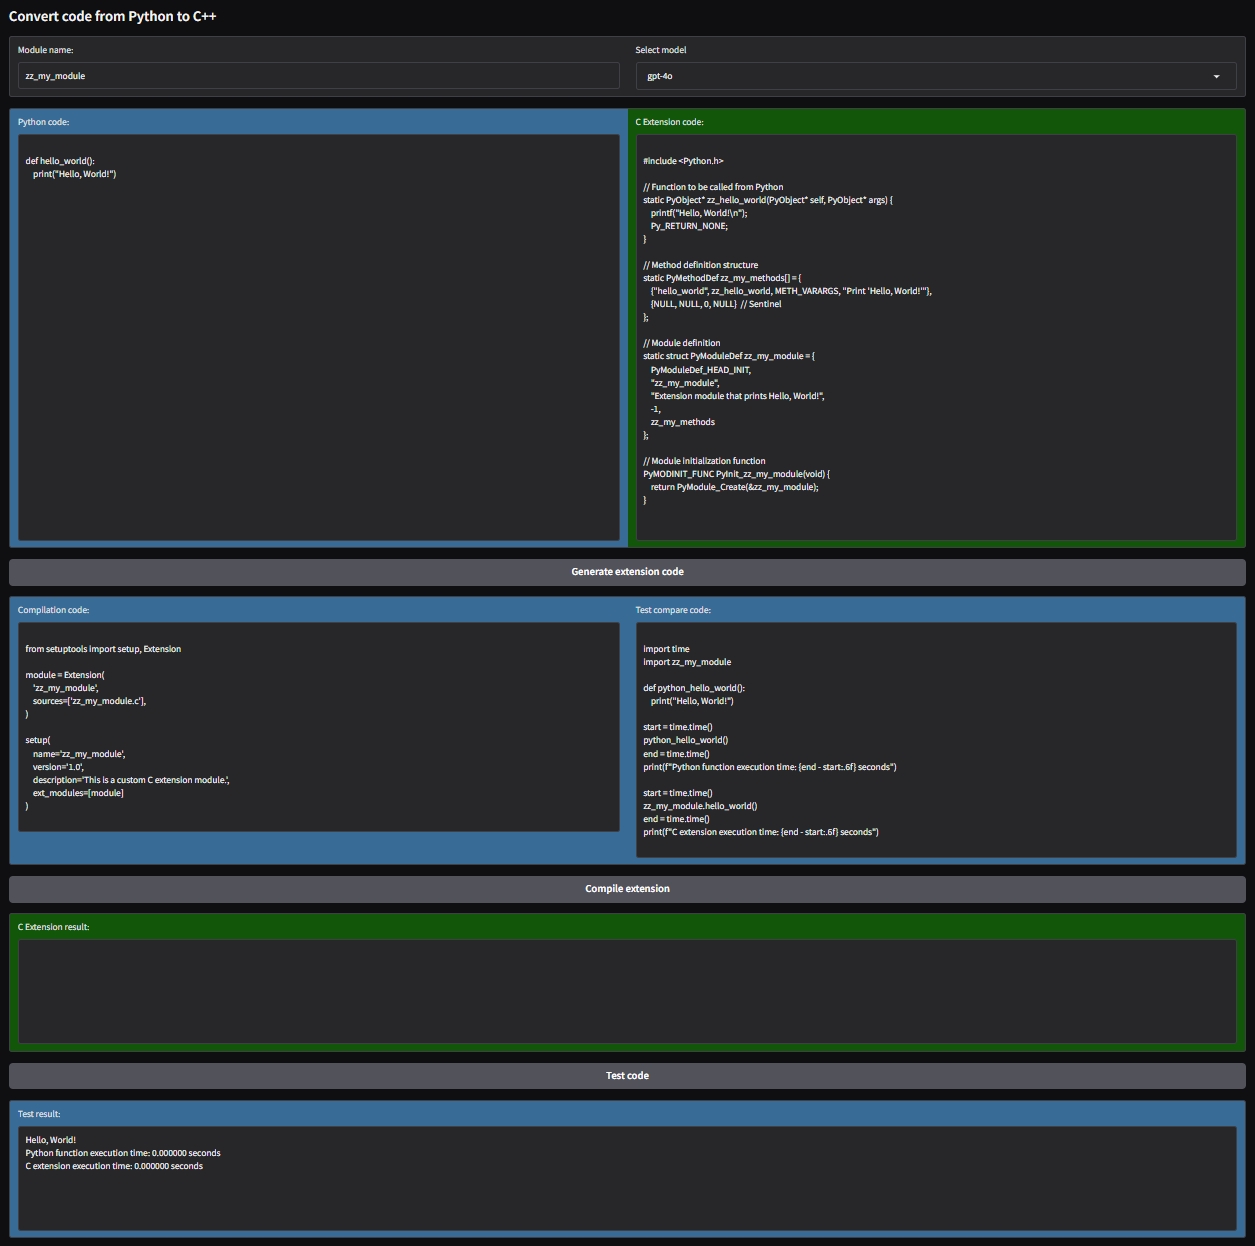 Convert code from Python to C++
Module name:
zz_my_module
Select model
gpt-4o
Python code:
def hello_world():
    print("Hello, World!")
C Extension code:
#include <Python.h>
// Function to be called from Python
static PyObject* zz_hello_world(PyObject* self, PyObject* args) {
    printf("Hello, World!\n");
    Py_RETURN_NONE;
}
// Method definition structure
static PyMethodDef zz_my_methods[] = {
    {"hello_world", zz_hello_world, METH_VARARGS, "Print 'Hello, World!'"},
    {NULL, NULL, 0, NULL}  // Sentinel
};
// Module definition
static struct PyModuleDef zz_my_module = {
    PyModuleDef_HEAD_INIT,
    "zz_my_module",
    "Extension module that prints Hello, World!",
    -1,
    zz_my_methods
};
// Module initialization function
PyMODINIT_FUNC PyInit_zz_my_module(void) {
    return PyModule_Create(&zz_my_module);
}
Generate extension code
Compilation code:
from setuptools import setup, Extension
module = Extension(
    'zz_my_module',
    sources=['zz_my_module.c'],
)
setup(
    name='zz_my_module',
    version='1.0',
    description='This is a custom C extension module.',
    ext_modules=[module]
)
Test compare code:
import time
import zz_my_module
def python_hello_world():
    print("Hello, World!")
start = time.time()
python_hello_world()
end = time.time()
print(f"Python function execution time: {end - start:.6f} seconds")
start = time.time()
zz_my_module.hello_world()
end = time.time()
print(f"C extension execution time: {end - start:.6f} seconds")
Compile extension
C Extension result:
Test code
Test result:
Hello, World!
Python function execution time: 0.000000 seconds
C extension execution time: 0.000000 seconds